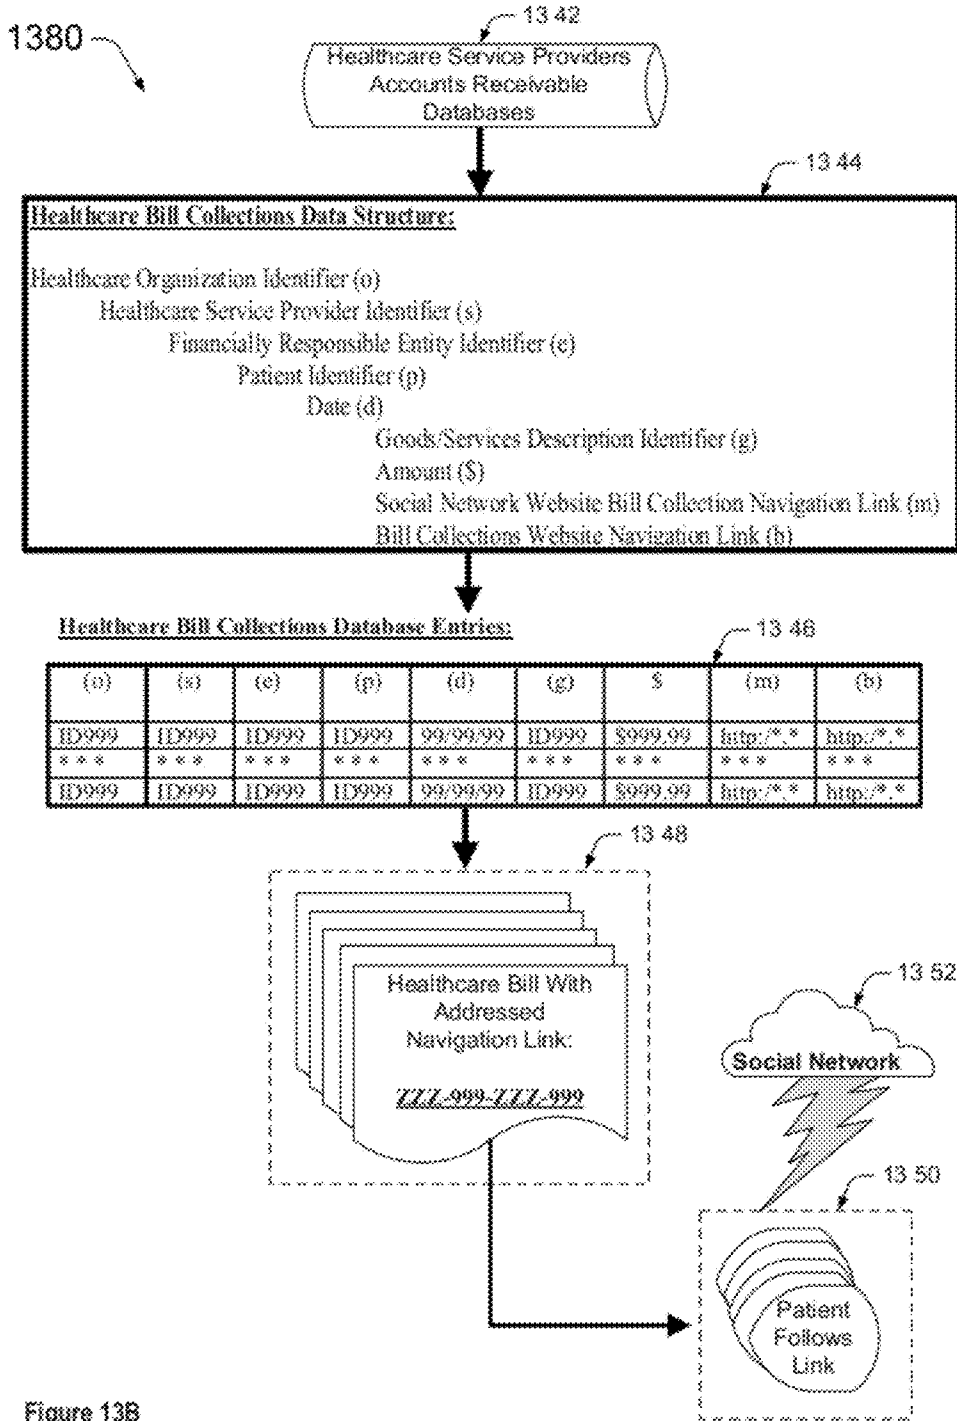 1380
13 42
Healthcare Service Providers
Accounts Receivable
Databases
13 44
Healthcare Bill Collections Data Structure:
Healthcare Organization Identifier (o)
Healthcare Service Provider Identifier (s)
Financially Responsible Entity Identifier (e)
Patient Identifier (p)
Date (d)
Goods/Services Description Identifier (g)
Amount ($)
Social Network Website Bill Collection Navigation Link (m)
Bill Collections Website Navigation Link (b)
Healthcare Bill Collections Database Entries:
13 46
(o) (s) (e) (p) (d) (g) $ (m) (b)
ID999 ID999 ID999 ID999 99/99/99 ID999 $999.99 http:/*.* http:/*.*
* * * * * * * * * * * * * * * * * * * * * * * * * * *
ID999 ID999 ID999 ID999 99/99/99 ID999 $999.99 http:/*.* http:/*.*
13 48
Healthcare Bill With
Addressed
Navigation Link:
ZZZ-999-ZZZ-999
13 52
Social Network
13 50
Patient
Follows
Link
Figure 13B